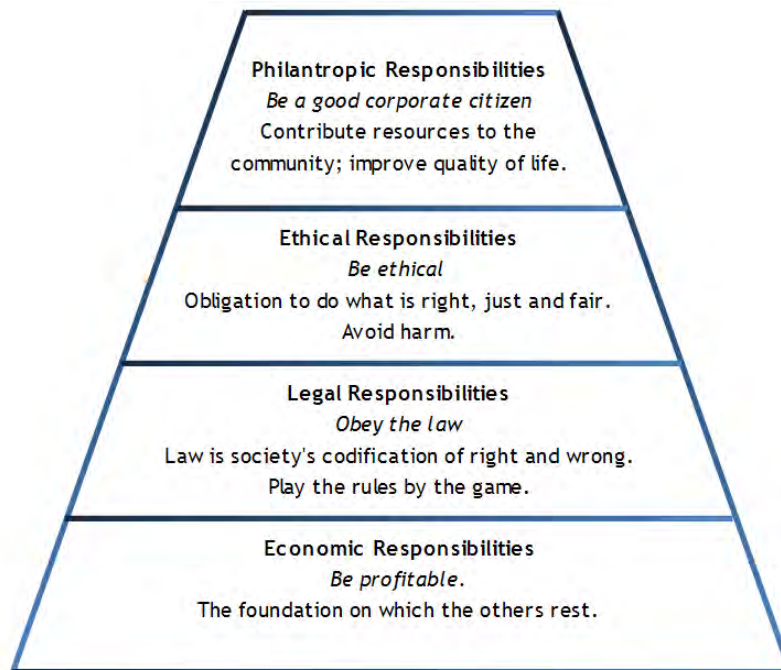 Philantropic Responsibilities
Be a good corporate citizen
Contribute resources to the
community; improve quality of life.
Ethical Responsibilities
Be ethical
Obligation to do what is right, just and fair.
Avoid harm.
Legal Responsibilities
Obey the law
Law is society's codification of right and wrong.
Play the rules by the game.
Economic Responsibilities
Be profitable.
The foundation on which the others rest.